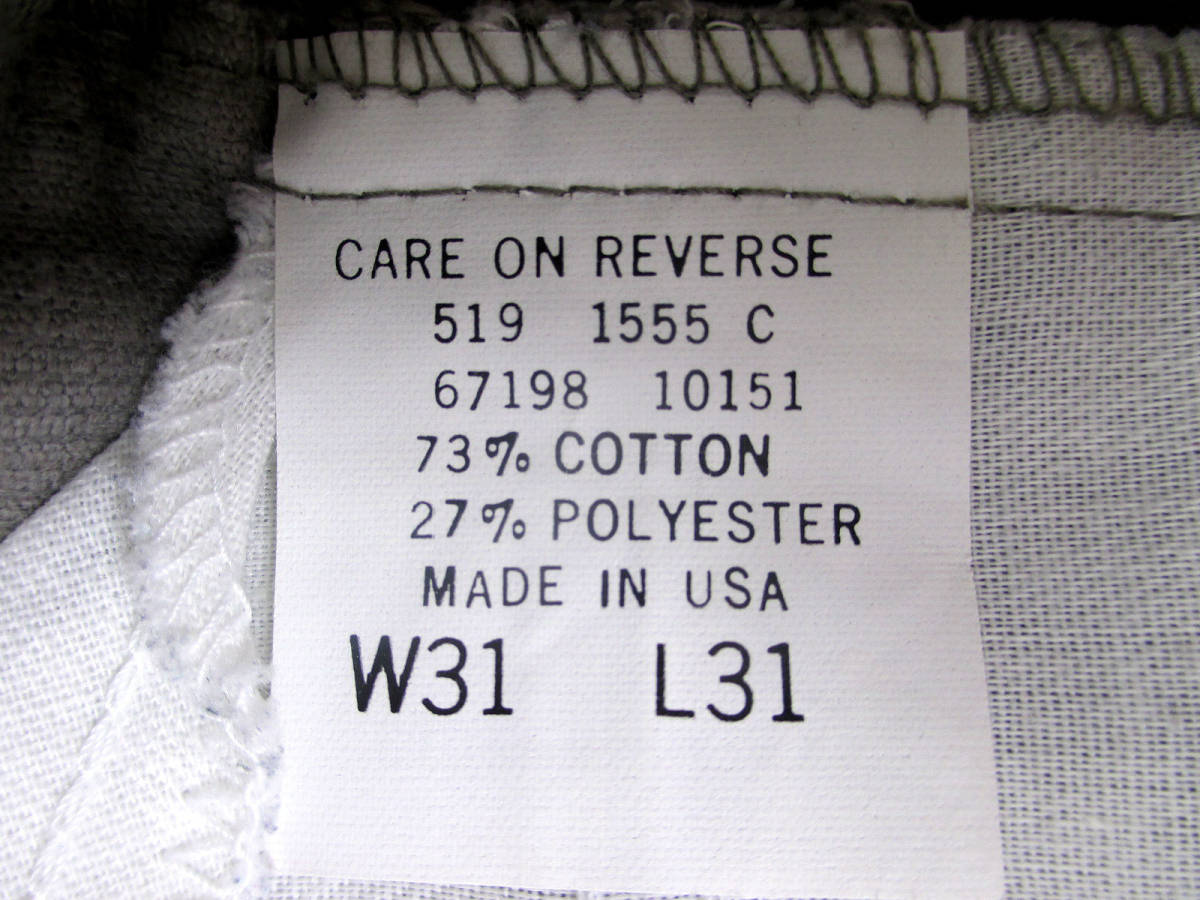 CARE ON REVERSE
519 1555 C
67198 10151
73% COTTON
27% POLYESTER
MADE IN USA
W31 L31